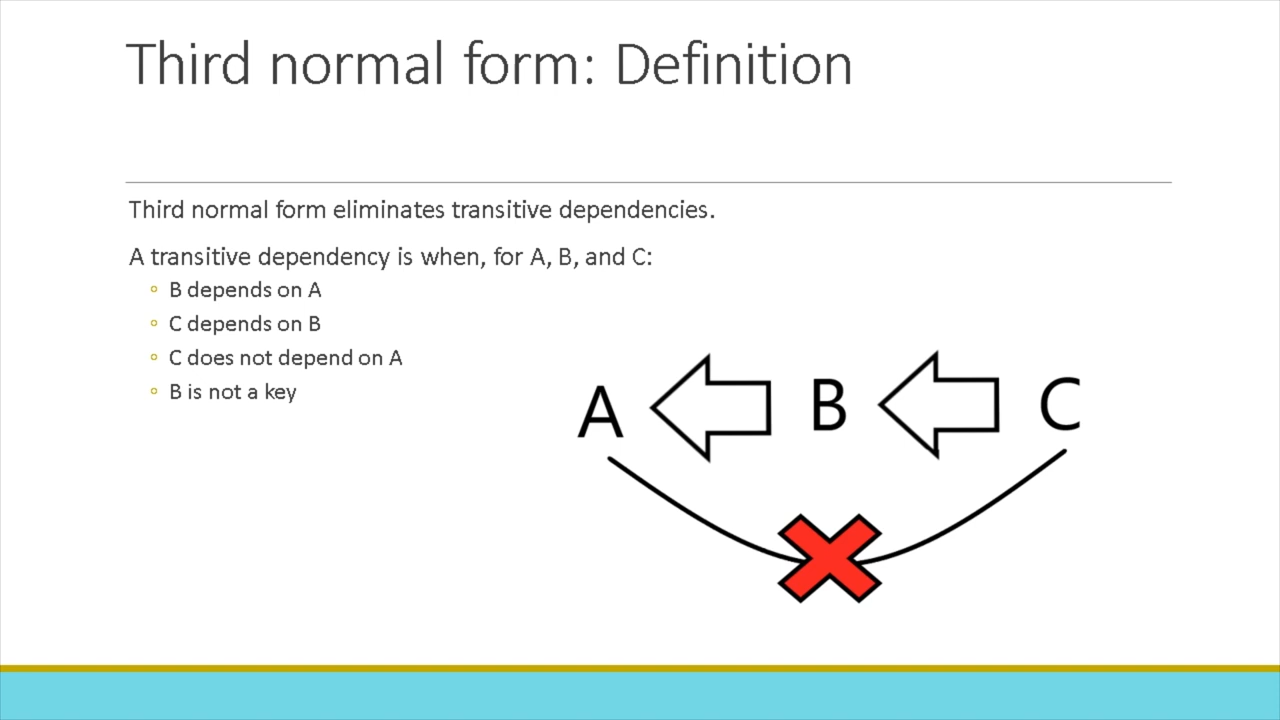 Third normal form: Definition
Third normal form eliminates transitive dependencies.
A transitive dependency is when, for A, B, and C:
B depends on A
C depends on B
C does not depend on A
B is not a key
A B C